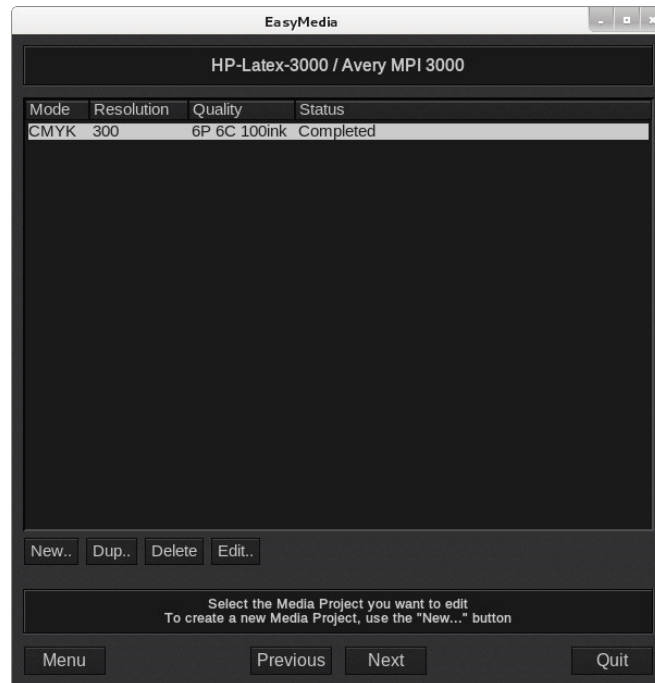 EasyMedia
HP-Latex-3000 / Avery MPI 3000
Mode Resolution Quality Status
CMYK 300 6P 6C 100ink Completed
New.. Dup.. Delete Edit..
Select the Media Project you want to edit
To create a new Media Project, use the "New..." button
Menu Previous Next Quit